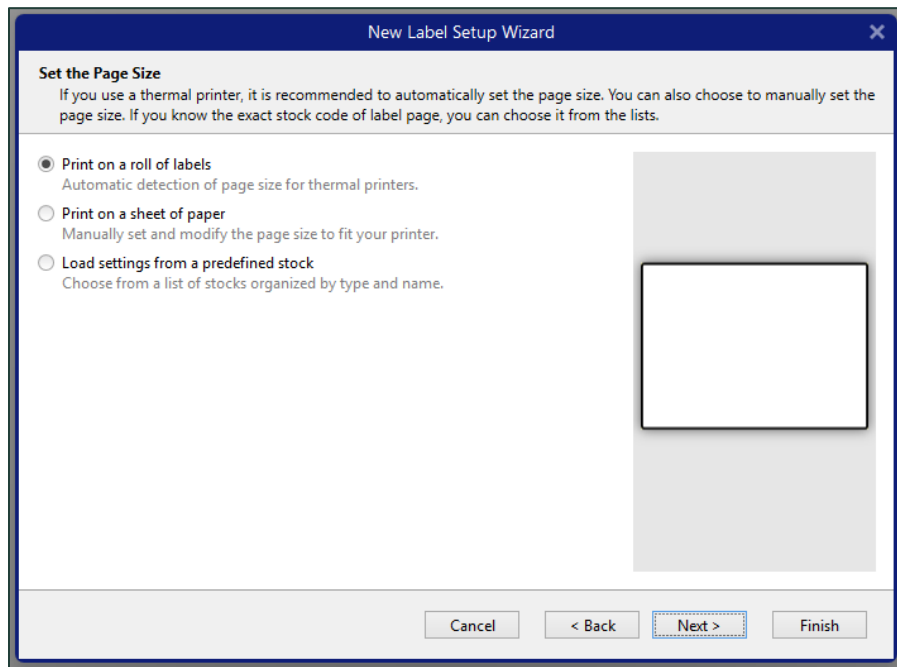 New Label Setup Wizard
Set the Page Size
If you use a thermal printer, it is recommended to automatically set the page size. You can also choose to manually set the
page size. If you know the exact stock code of label page, you can choose it from the lists.
Print on a roll of labels
Automatic detection of page size for thermal printers.
Print on a sheet of paper
Manually set and modify the page size to fit your printer.
Load settings from a predefined stock
Choose from a list of stocks organized by type and name.
Cancel < Back Next > Finish